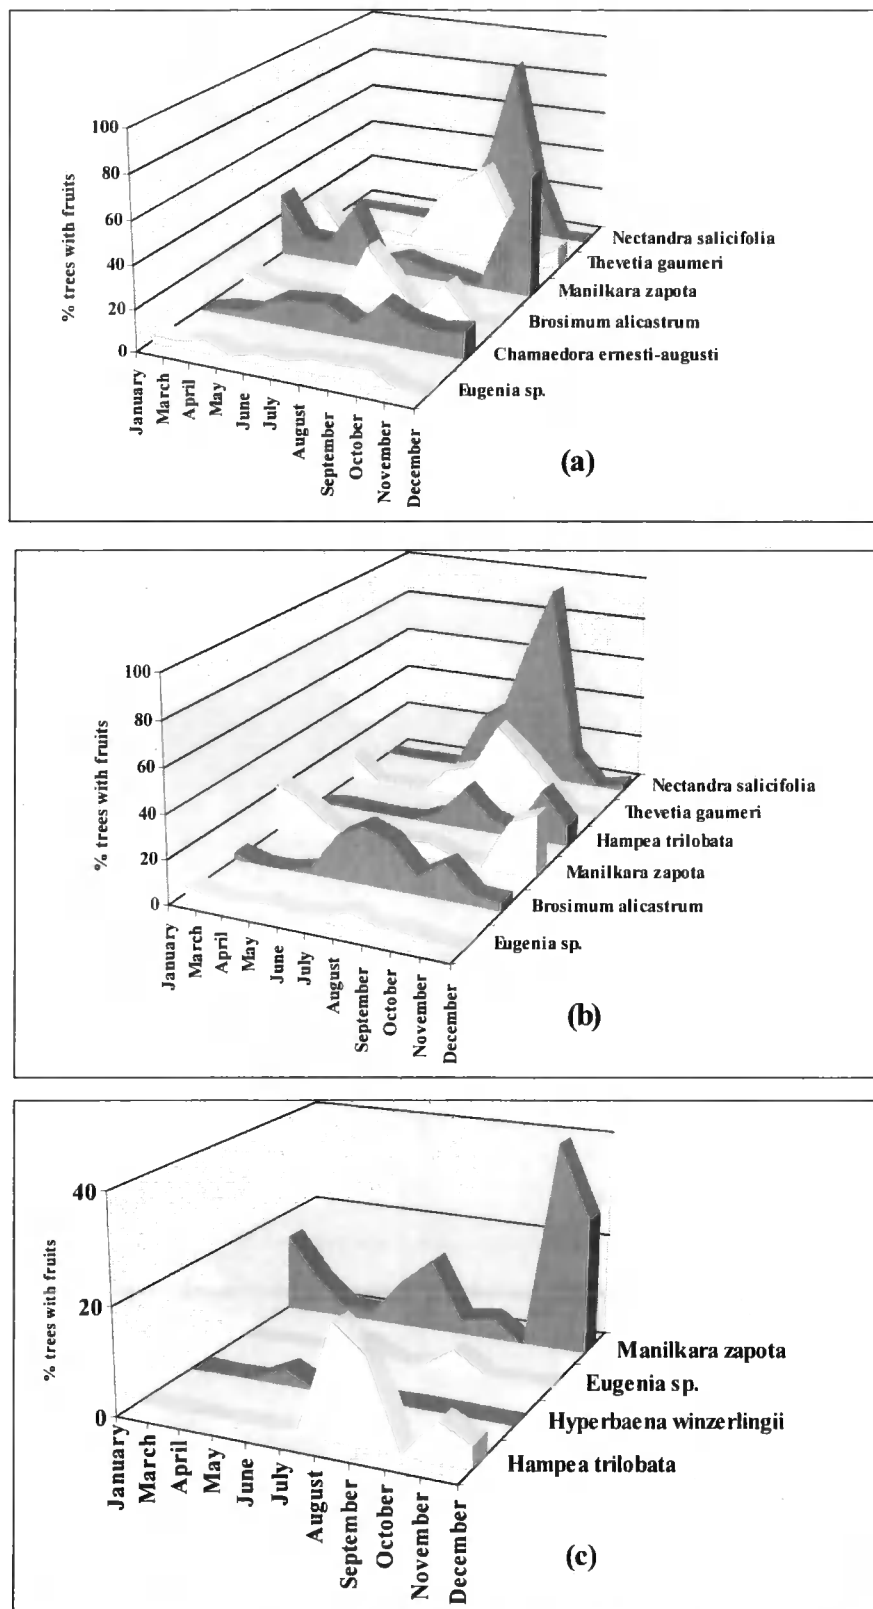 100
80
60
40
20
0
% trees with fruits
January
March
April
May
June
July
August
September
October
November
December
Nectandra salicifolia
Thevetia gaumeri
Manilkara zapota
Brosimum alicastrum
Chamaedora ernesti-augusti
Eugenia sp.
(a)
100
80
60
40
20
0
% trees with fruits
January
March
April
May
June
July
August
September
October
November
December
Nectandra salicifolia
Thevetia gaumeri
Hampea trilobata
Manilkara zapota
Brosimum alicastrum
Eugenia sp.
(b)
40
20
0
% trees with fruits
January
March
April
May
June
July
August
September
October
November
December
Manilkara zapota
Eugenia sp.
Hyperbaena winzerlingii
Hampea trilobata
(c)